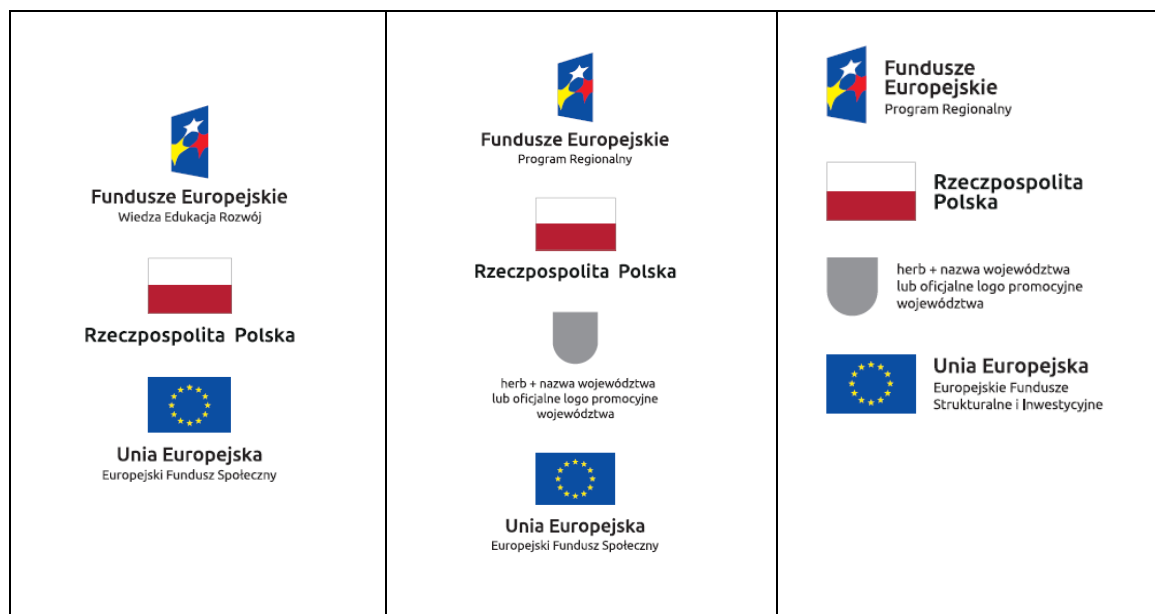 Fundusze Europejskie
Wiedza Edukacja Rozwój
Rzeczpospolita Polska
Unia Europejska
Europejski Fundusz Społeczny
Fundusze Europejskie
Program Regionalny
Rzeczpospolita Polska
herb + nazwa województwa
lub oficjalne logo promocyjne
województwa
Unia Europejska
Europejski Fundusz Społeczny
Fundusze
Europejskie
Program Regionalny
Rzeczpospolita
Polska
herb + nazwa województwa
lub oficjalne logo promocyjne
województwa
Unia Europejska
Europejskie Fundusze
Strukturalne i Inwestycyjne